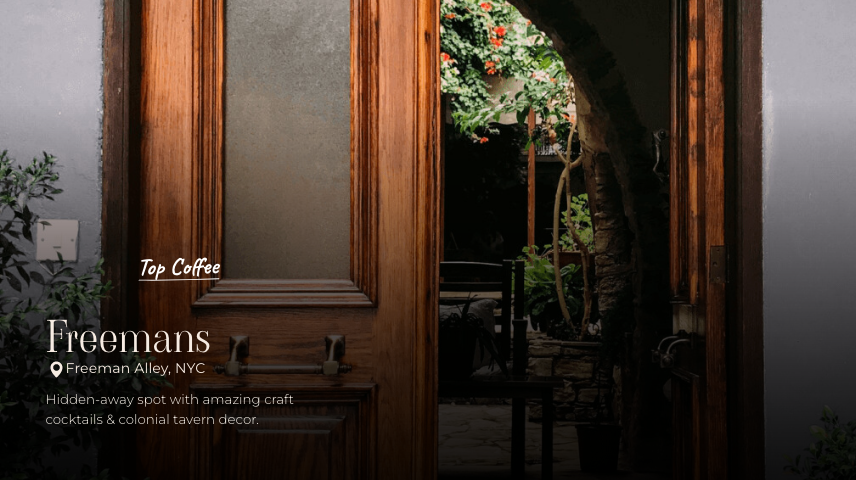 Top Coffee
Freemans
Freeman Alley, NYC
Hidden-away spot with amazing craft
cocktails & colonial tavern decor.